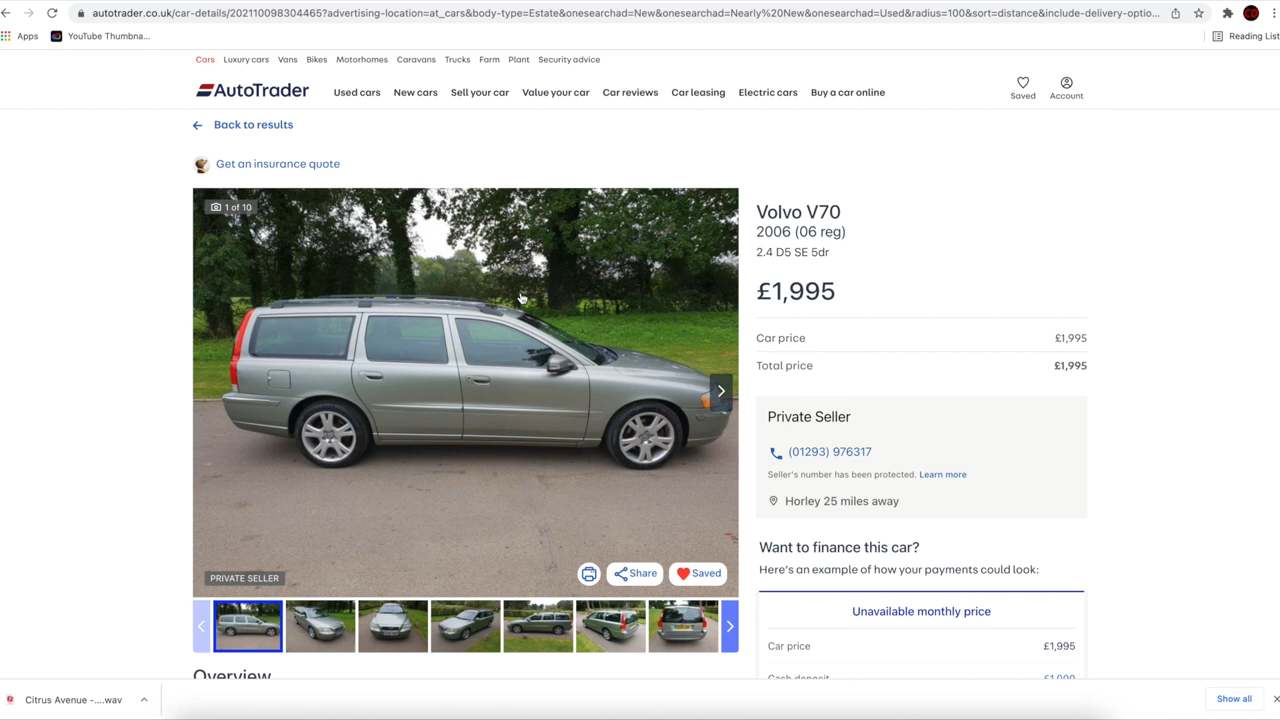 autotrader.co.uk/car-details/202110098304465?advertising-location=at_cars&body-type=Estate&onesearchad=New&onesearchad=Nearly%20New&onesearchad=Used&radius=100&sort=distance&include-delivery-optio...
Apps YouTube Thumbna... Reading List
Cars Luxury cars Vans Bikes Motorhomes Caravans Trucks Farm Plant Security advice
AutoTrader Used cars New cars Sell your car Value your car Car reviews Car leasing Electric cars Buy a car online Saved Account
Back to results
Get an insurance quote
1 of 10
Volvo V70
2006 (06 reg)
2.4 D5 SE 5dr
£1,995
Car price £1,995
Total price £1,995
Private Seller
(01293) 976317
Seller's number has been protected. Learn more
Horley 25 miles away
Want to finance this car?
Here's an example of how your payments could look:
PRIVATE SELLER Share Saved
Unavailable monthly price
Car price £1,995
Cash deposit £1,000
Overview
Citrus Avenue -....wav Show all